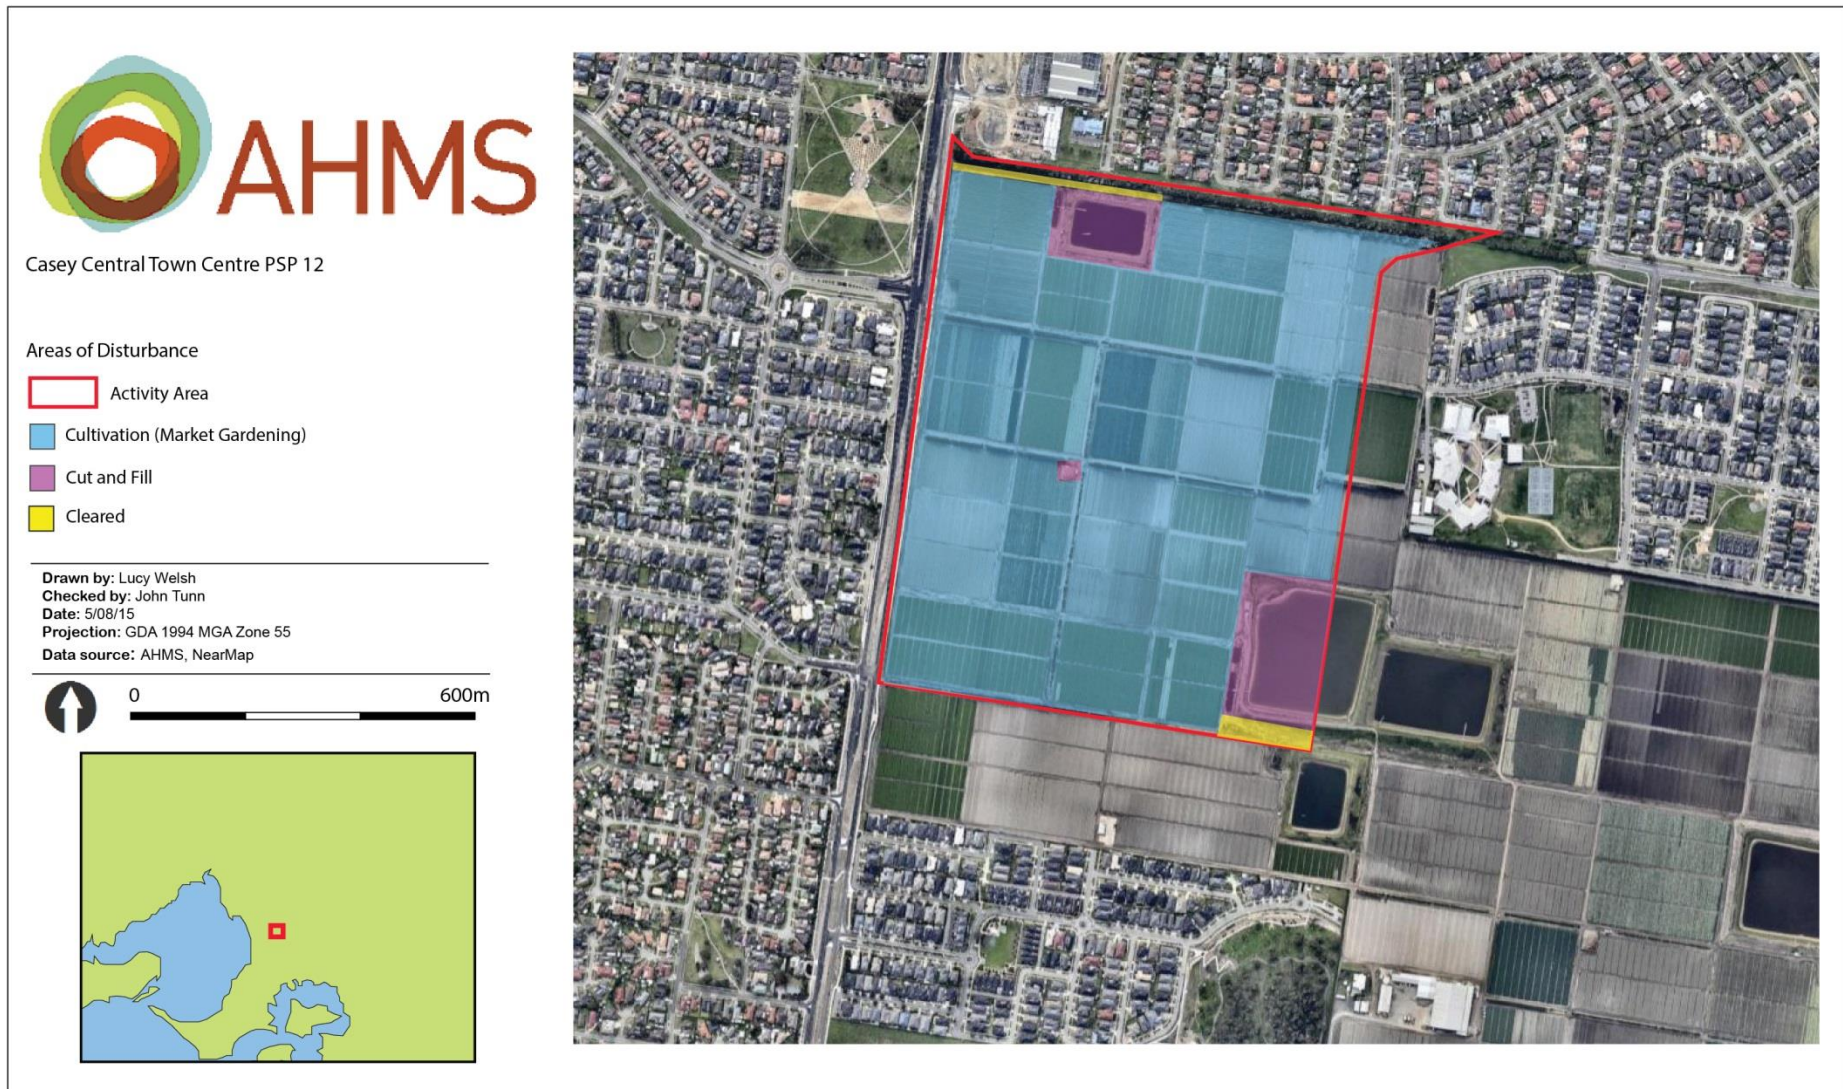 AHMS
Casey Central Town Centre PSP 12
Areas of Disturbance
Activity Area
Cultivation (Market Gardening)
Cut and Fill
Cleared
Drawn by: Lucy Welsh
Checked by: John Tunn
Date: 5/08/15
Projection: GDA 1994 MGA Zone 55
Data source: AHMS, NearMap
0 600m